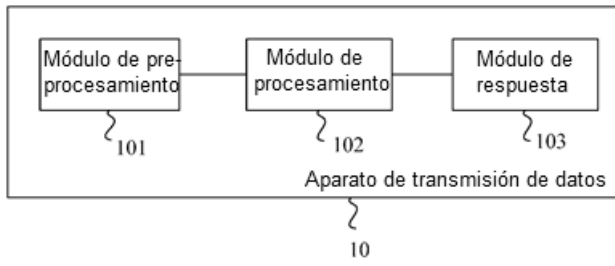 Módulo de pre-
procesamiento
101
Módulo de
procesamiento
102
Módulo de
respuesta
103
Aparato de transmisión de datos
10